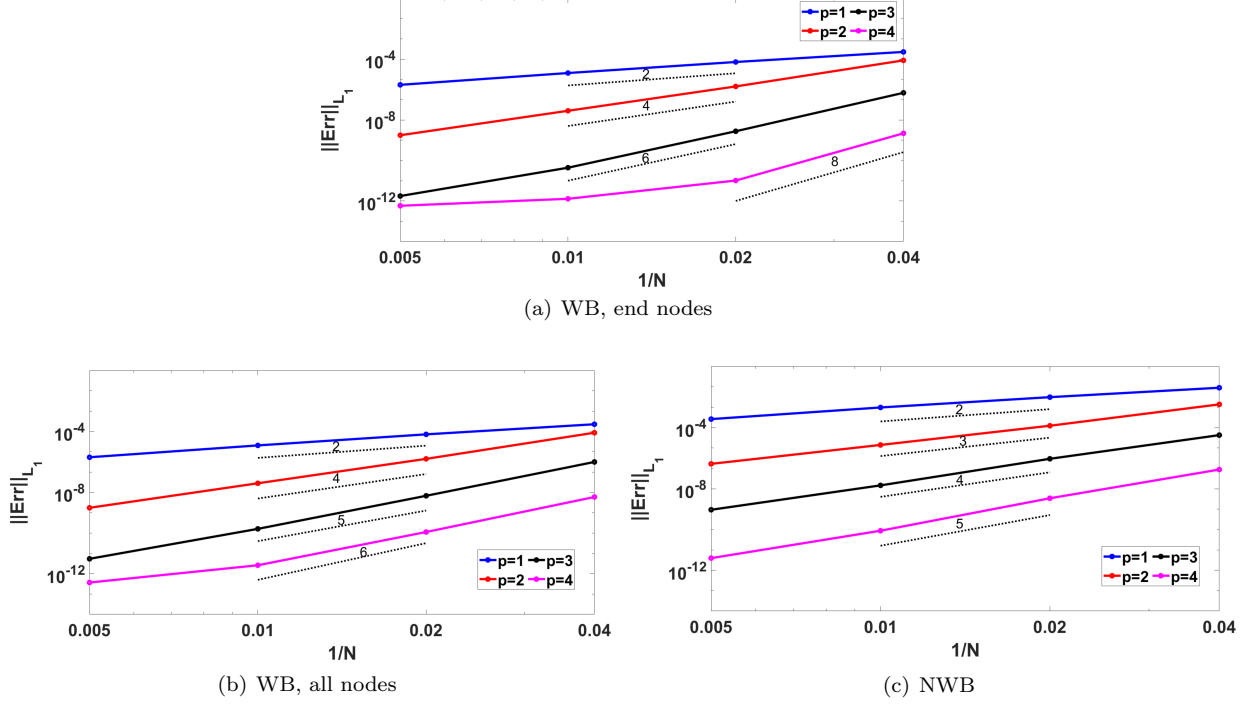 p=1 p=3
p=2 p=4
10^-4
10^-8
10^-12
||Err||_L_1
2
4
6
8
0.005 0.01 0.02 0.04
1/N
(a) WB, end nodes
10^-4
10^-8
10^-12
||Err||_L_1
2
4
5
6
p=1 p=3
p=2 p=4
0.005 0.01 0.02 0.04
1/N
(b) WB, all nodes
10^-4
10^-8
10^-12
||Err||_L_1
2
3
4
5
p=1 p=3
p=2 p=4
0.005 0.01 0.02 0.04
1/N
(c) NWB